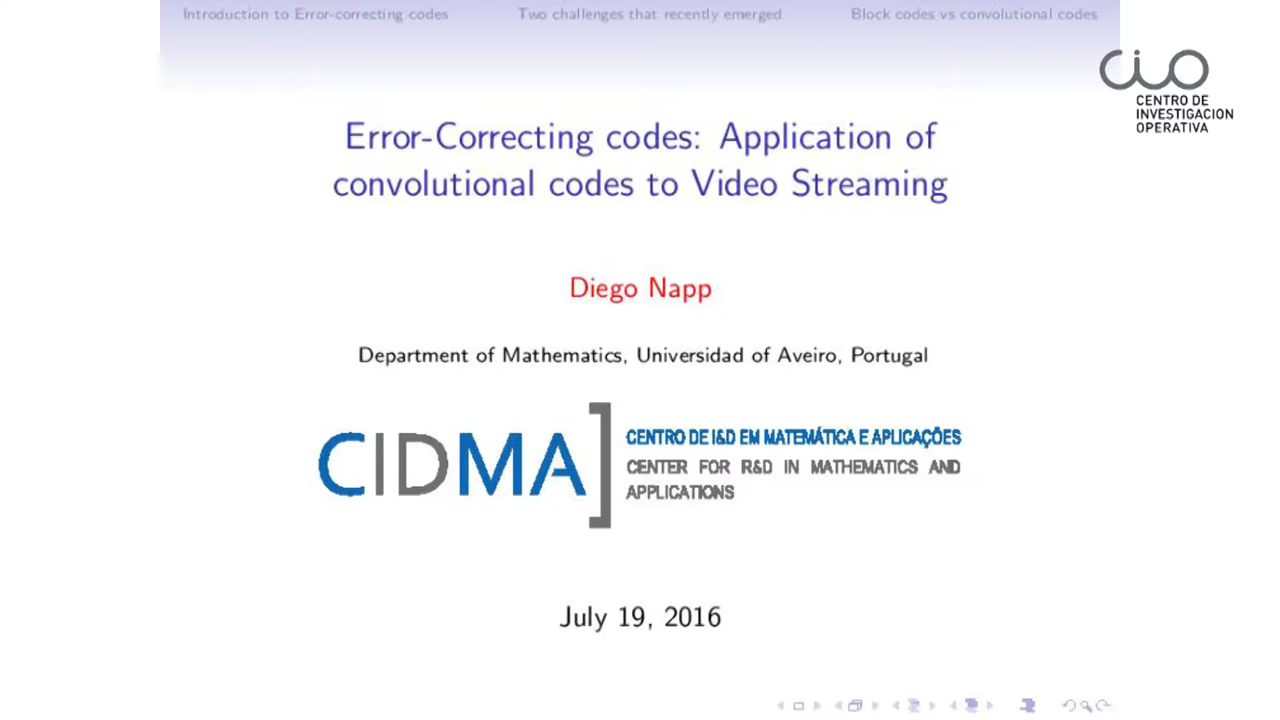 Introduction to Error-correcting codes
Two challenges that recently emerged
Block codes vs convolutional codes
CIO
CENTRO DE
INVESTIGACION
OPERATIVA
Error-Correcting codes: Application of
convolutional codes to Video Streaming
Diego Napp
Department of Mathematics, Universidad of Aveiro, Portugal
CIDMA
CENTRO DE I&D EM MATEMÁTICA E APLICAÇÕES
CENTER FOR R&D IN MATHEMATICS AND
APPLICATIONS
July 19, 2016